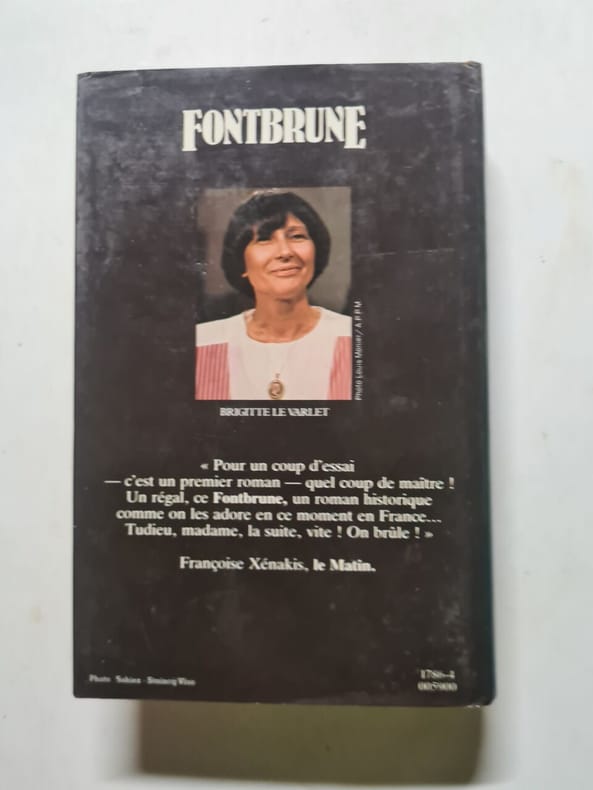 FONTBRUNE
Photo Louis Monier / A.P.P.M
BRIGITTE LE VARLET
« Pour un coup d'essai
— c'est un premier roman — quel coup de maître !
Un régal, ce Fontbrune, un roman historique
comme on les adore en ce moment en France...
Tudieu, madame, la suite, vite ! On brûle ! »
Françoise Xénakis, le Matin.
Photo
1786-4
005900